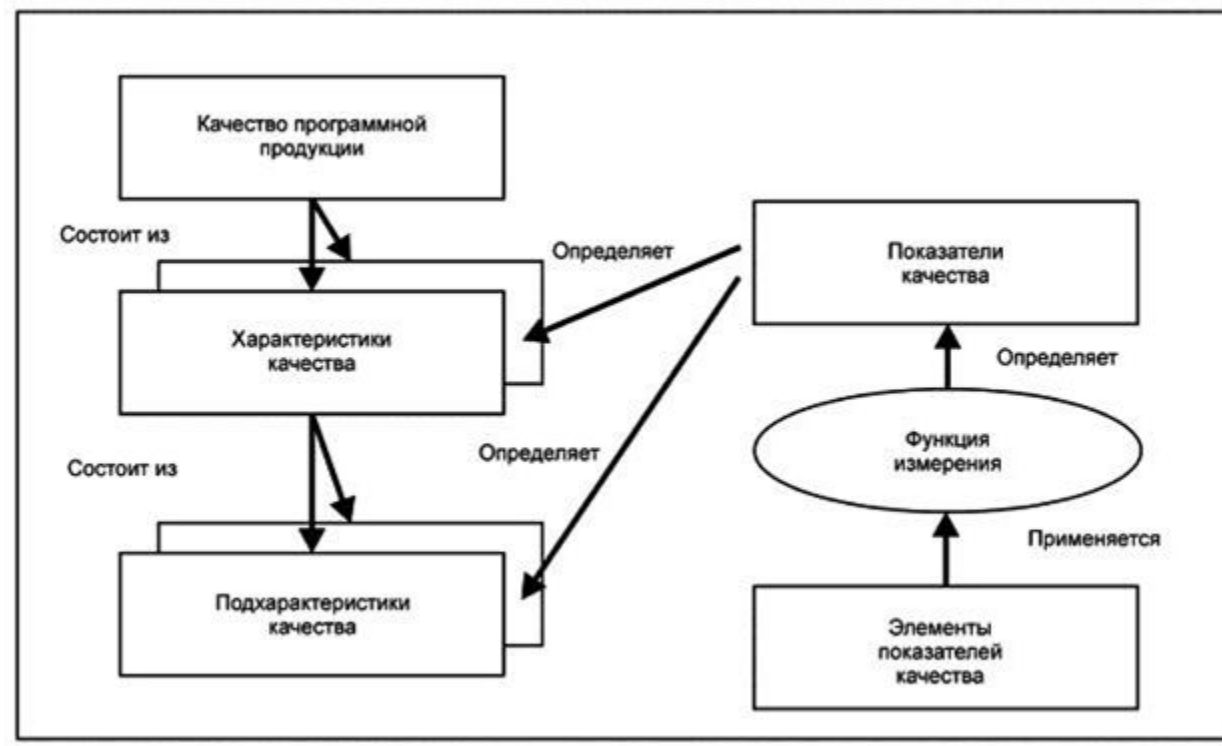 Качество программной
продукции
Состоит из
Определяет
Показатели
качества
Характеристики
качества
Определяет
Функция
измерения
Состоит из
Определяет
Применяется
Подхарактеристики
качества
Элементы
показателей
качества